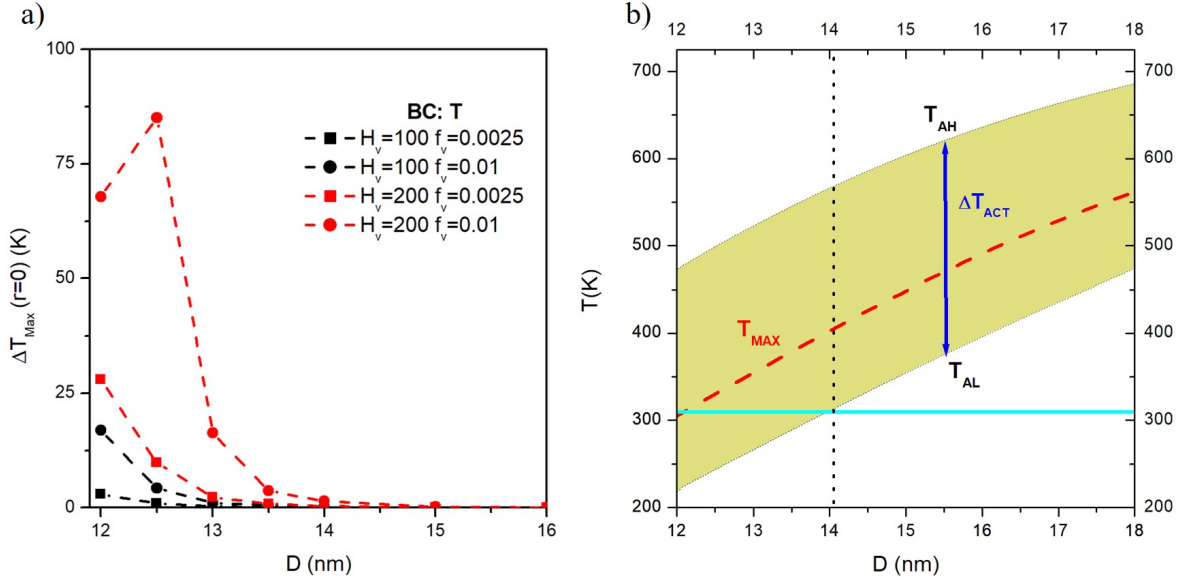 a)
100
75
50
25
0
ΔT_Max (r=0) (K)
BC: T
H_v=100 f_v=0.0025
H_v=100 f_v=0.01
H_v=200 f_v=0.0025
H_v=200 f_v=0.01
12 13 14 15 16
D (nm)
b)
12 13 14 15 16 17 18
700 700
600 600
500 500
400 400
300 300
200 200
T(K)
T_AH
ΔT_ACT
T_MAX
T_AL
12 13 14 15 16 17 18
D (nm)